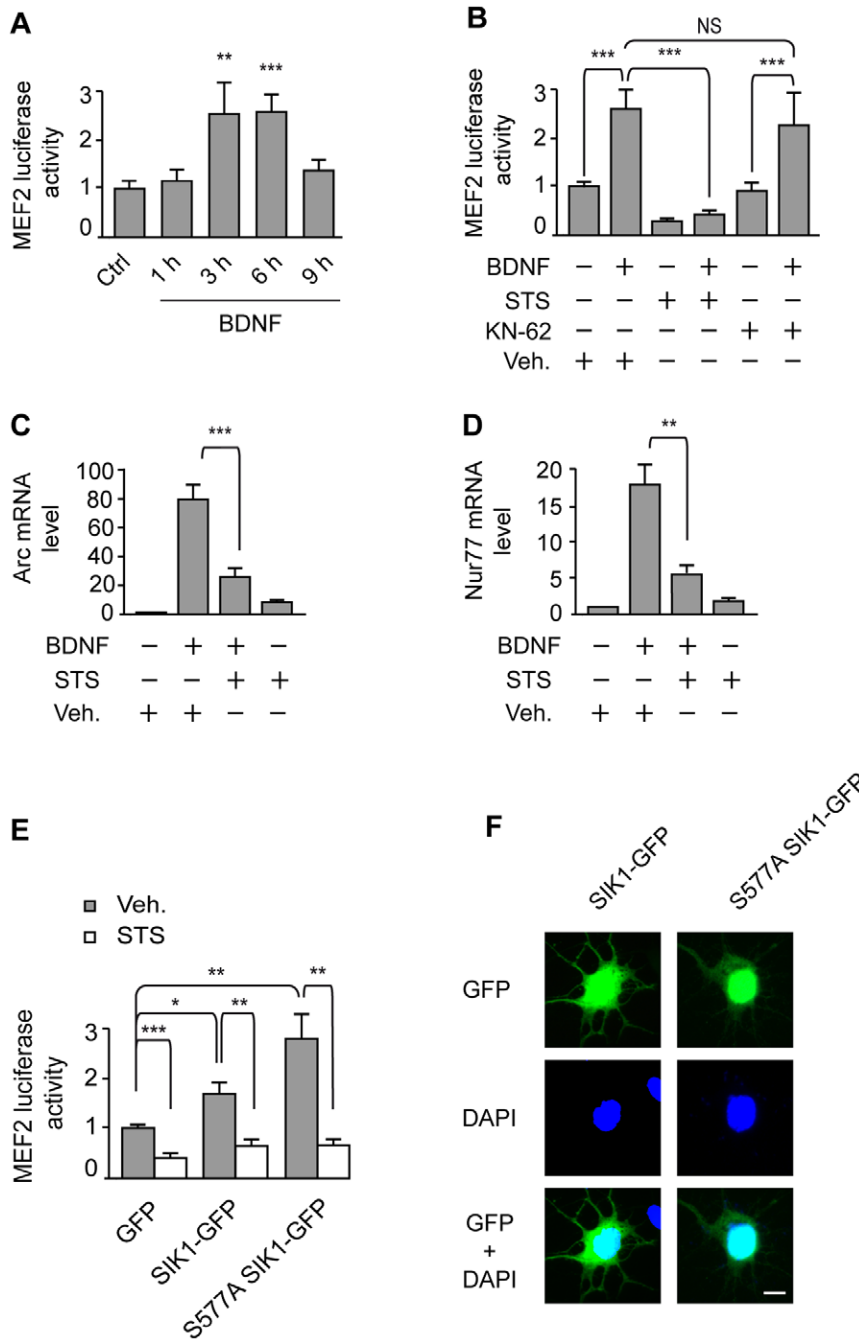 A
MEF2 luciferase
activity
3
2
1
0
**
***
Ctrl
1 h
3 h
6 h
9 h
BDNF
B
MEF2 luciferase
activity
3
2
1
0
NS
***
***
***
BDNF − + − + − +
STS − − + + − −
KN-62 − − − − + +
Veh. + + − − − −
C
Arc mRNA
level
100
80
60
40
20
0
***
BDNF − + + −
STS − − + +
Veh. + + − −
D
Nur77 mRNA
level
20
15
10
5
0
**
BDNF − + + −
STS − − + +
Veh. + + − −
E
Veh.
STS
MEF2 luciferase
activity
3
2
1
0
**
*
**
**
***
GFP
SIK1-GFP
S577A SIK1-GFP
F
SIK1-GFP
S577A SIK1-GFP
GFP
DAPI
GFP
+
DAPI